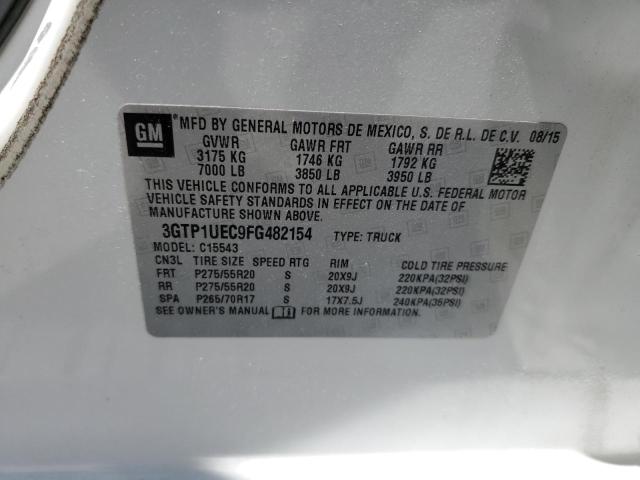 GM
*MFD BY GENERAL MOTORS DE MEXICO, S. DE R.L. DE C.V. 08/15
GVWR GAWR FRT GAWR RR
3175 KG 1746 KG 1792 KG
7000 LB 3850 LB 3950 LB
THIS VEHICLE CONFORMS TO ALL APPLICABLE U.S. FEDERAL MOTOR
VEHICLE SAFETY STANDARDS IN EFFECT ON THE DATE OF
MANUFACTURE SHOWN ABOVE.
3GTP1UEC9FG482154 TYPE: TRUCK
MODEL: C15543
CN3L TIRE SIZE SPEED RTG RIM COLD TIRE PRESSURE
FRT P275/55R20 S 20X9J 220KPA(32PSI)
RR P275/55R20 S 20X9J 220KPA(32PSI)
SPA P265/70R17 S 17X7.5J 240KPA(35PSI)
SEE OWNER'S MANUAL FOR MORE INFORMATION.